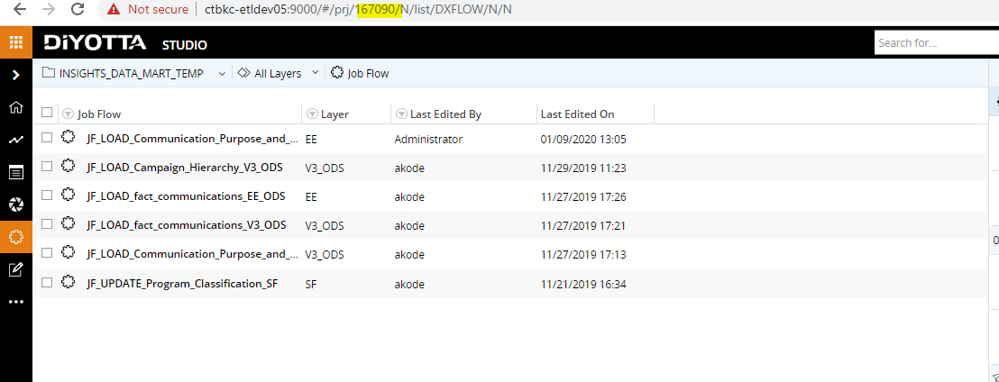 Not secure ctbkc-etldev05:9000/#/prj/167090/N/list/DXFLOW/N/N
DiYOTTA STUDIO Search for...
INSIGHTS_DATA_MART_TEMP All Layers Job Flow
Job Flow Layer Last Edited By Last Edited On
JF_LOAD_Communication_Purpose_and_... EE Administrator 01/09/2020 13:05
JF_LOAD_Campaign_Hierarchy_V3_ODS V3_ODS akode 11/29/2019 11:23
JF_LOAD_fact_communications_EE_ODS EE akode 11/27/2019 17:26
JF_LOAD_fact_communications_V3_ODS V3_ODS akode 11/27/2019 17:21
JF_LOAD_Communication_Purpose_and_... V3_ODS akode 11/27/2019 17:13
JF_UPDATE_Program_Classification_SF SF akode 11/21/2019 16:34